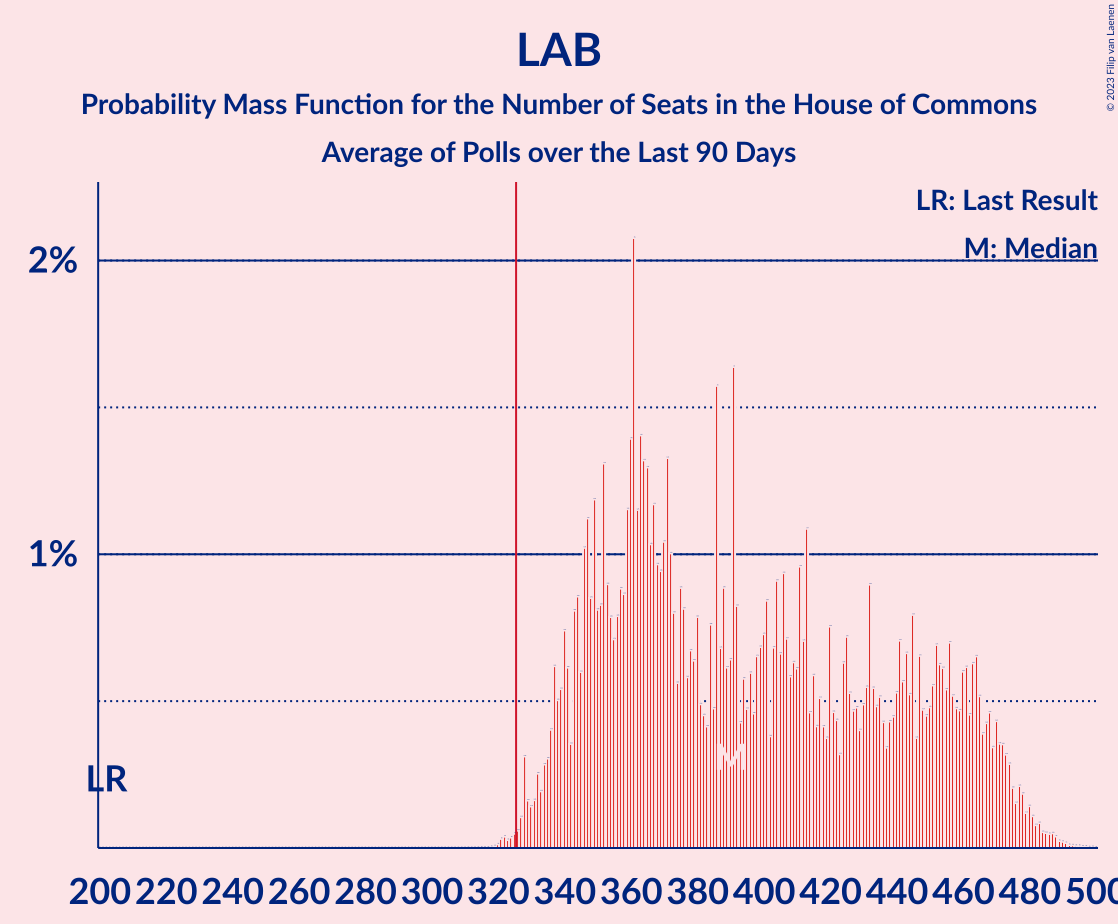 LAB
Probability Mass Function for the Number of Seats in the House of Commons
Average of Polls over the Last 90 Days
© 2023 Filip van Laenen
LR: Last Result
M: Median
2%
1%
M
LR
200 220 240 260 280 300 320 340 360 380 400 420 440 460 480 500